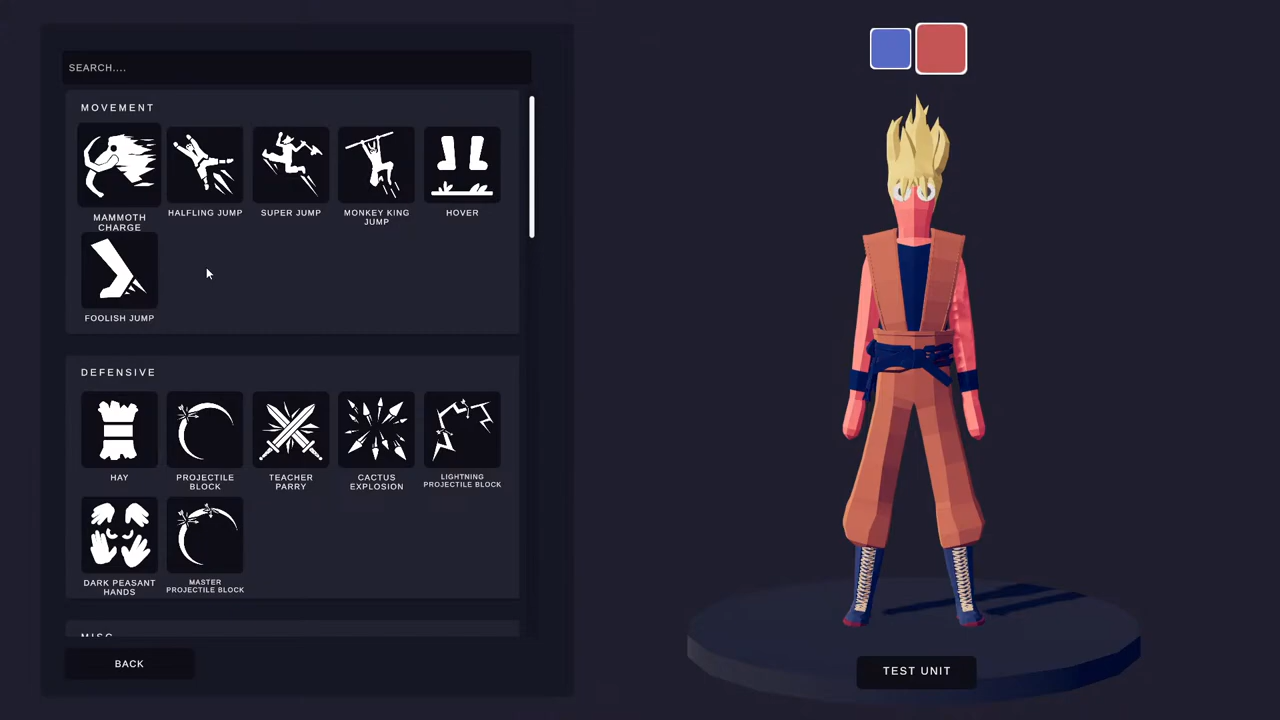 SEARCH....
MOVEMENT
MAMMOTH
CHARGE
HALFLING JUMP
SUPER JUMP
MONKEY KING
JUMP
HOVER
FOOLISH JUMP
DEFENSIVE
HAY
PROJECTILE
BLOCK
TEACHER
PARRY
CACTUS
EXPLOSION
LIGHTNING
PROJECTILE BLOCK
DARK PEASANT
HANDS
MASTER
PROJECTILE BLOCK
MISC
BACK
TEST UNIT